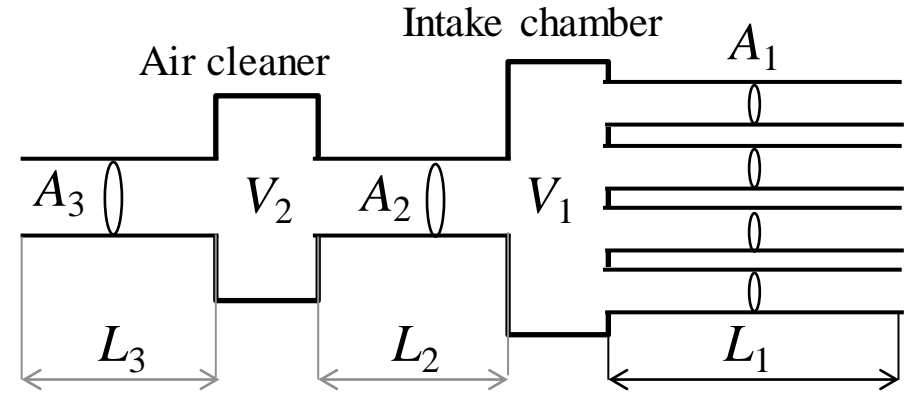 Intake chamber
Air cleaner
A₁
A₃
V₂
A₂
V₁
L₃
L₂
L₁